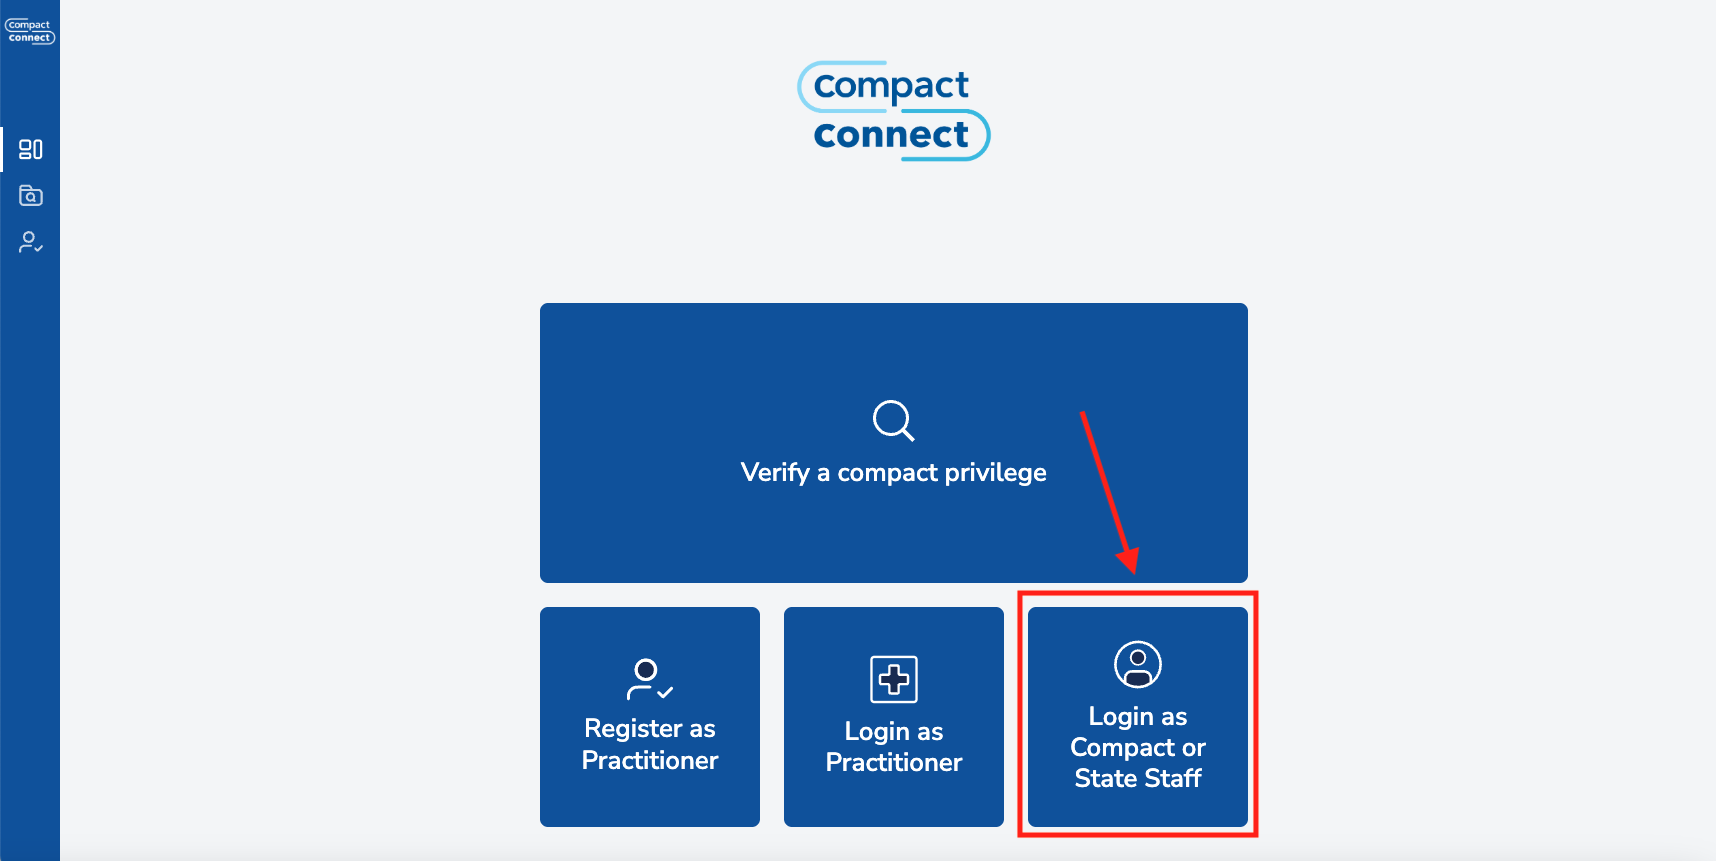 compact
connect
compact
connect
Verify a compact privilege
Register as
Practitioner
Login as
Practitioner
Login as
Compact or
State Staff